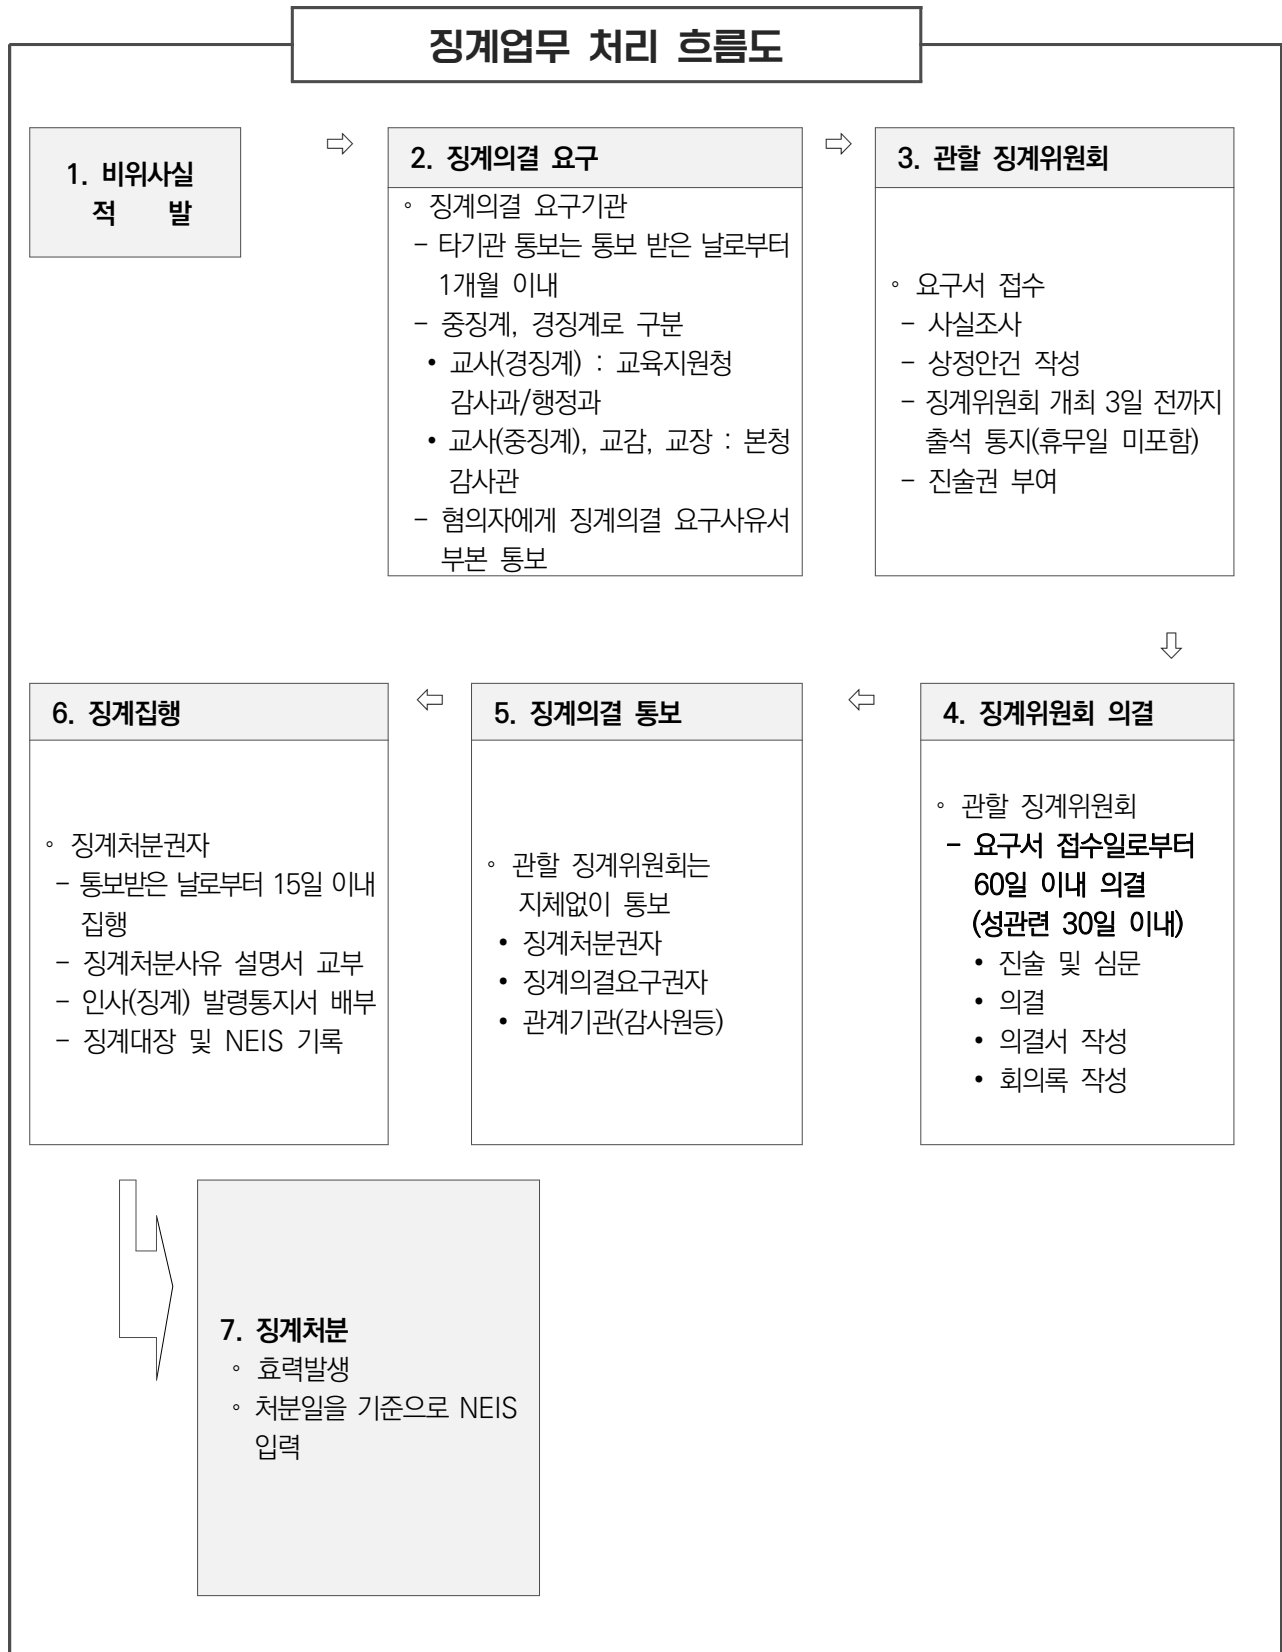 징계업무 처리 흐름도
1. 비위사실
적 발
⇨
2. 징계의결 요구
◦ 징계의결 요구기관
- 타기관 통보는 통보 받은 날로부터
1개월 이내
- 중징계, 경징계로 구분
• 교사(경징계) : 교육지원청
감사과/행정과
• 교사(중징계), 교감, 교장 : 본청
감사관
- 혐의자에게 징계의결 요구사유서
부본 통보
⇨
3. 관할 징계위원회
◦ 요구서 접수
- 사실조사
- 상정안건 작성
- 징계위원회 개최 3일 전까지
출석 통지(휴무일 미포함)
- 진술권 부여
⇩
4. 징계위원회 의결
◦ 관할 징계위원회
- 요구서 접수일로부터
60일 이내 의결
(성관련 30일 이내)
• 진술 및 심문
• 의결
• 의결서 작성
• 회의록 작성
⇦
5. 징계의결 통보
◦ 관할 징계위원회는
지체없이 통보
• 징계처분권자
• 징계의결요구권자
• 관계기관(감사원등)
⇦
6. 징계집행
◦ 징계처분권자
- 통보받은 날로부터 15일 이내
집행
- 징계처분사유 설명서 교부
- 인사(징계) 발령통지서 배부
- 징계대장 및 NEIS 기록
7. 징계처분
◦ 효력발생
◦ 처분일을 기준으로 NEIS
입력